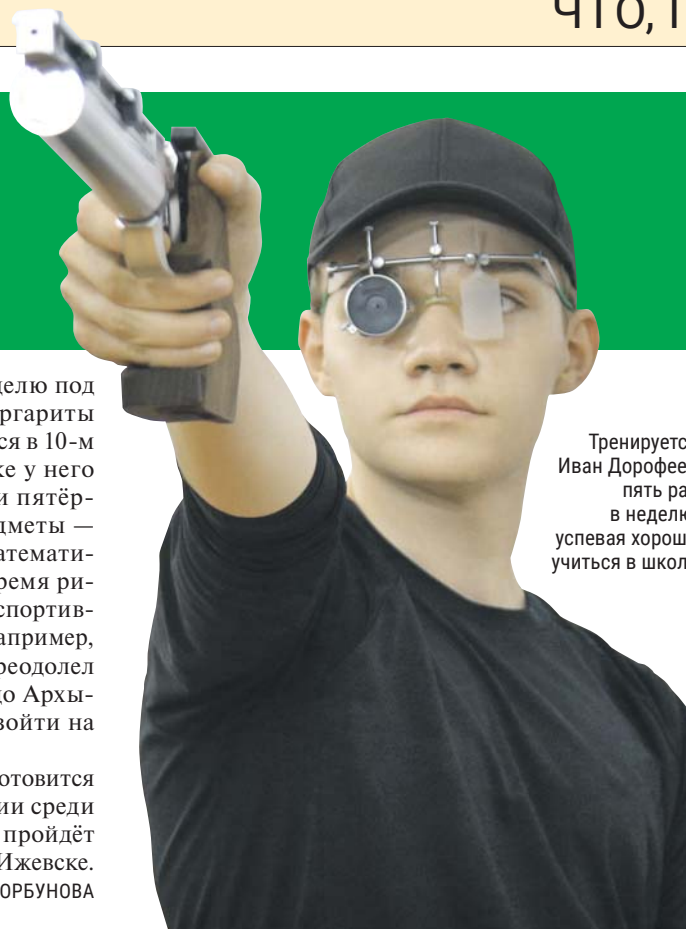 ЧТО, Г
делю под
ргариты
ся в 10-м
ке у него
и пятёр-
дметы —
атемати-
ремя ри-
спортив-
апример,
реодолел
до Архы-
войти на
отовится
ии среди
пройдёт
Ижевске.
ОРБУНОВА
Тренируетс
Иван Дорофее
пять ра
в неделю
успевая хорош
учиться в школ